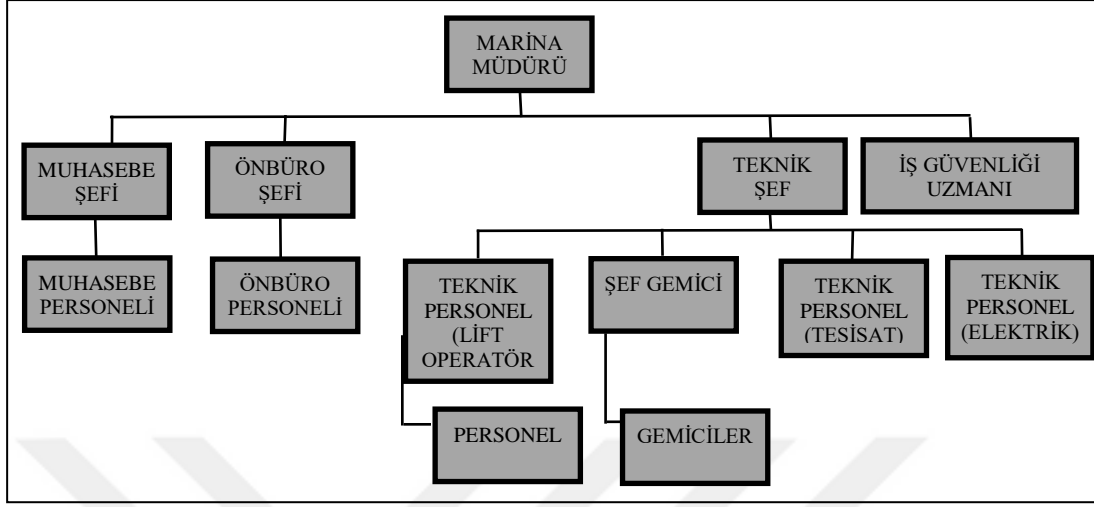 MARİNA
MÜDÜRÜ
MUHASEBE
ŞEFİ
ÖNBÜRO
ŞEFİ
TEKNİK
ŞEF
İŞ GÜVENLİĞİ
UZMANI
MUHASEBE
PERSONELİ
ÖNBÜRO
PERSONELİ
TEKNİK
PERSONEL
(LİFT
OPERATÖR
ŞEF GEMİCİ
TEKNİK
PERSONEL
(TESİSAT)
TEKNİK
PERSONEL
(ELEKTRİK)
PERSONEL
GEMİCİLER